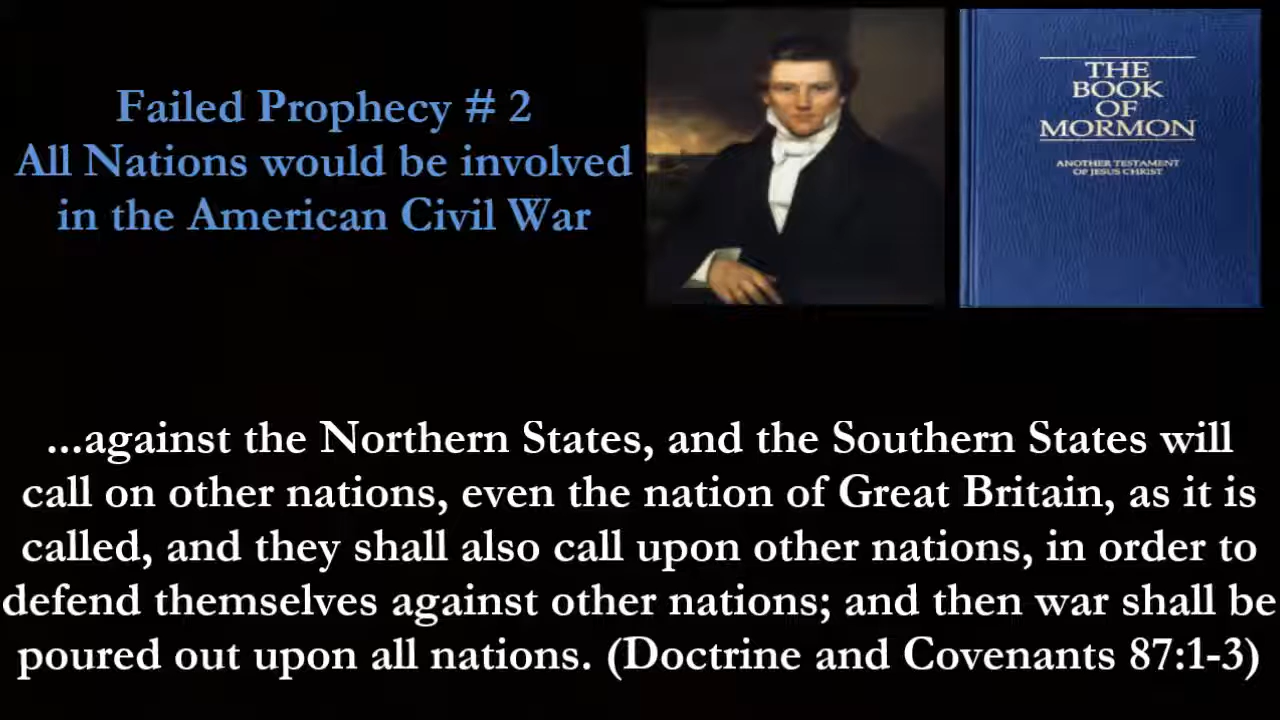 Failed Prophecy # 2
All Nations would be involved
in the American Civil War
THE
BOOK
OF
MORMON
ANOTHER TESTAMENT
OF JESUS CHRIST
...against the Northern States, and the Southern States will
call on other nations, even the nation of Great Britain, as it is
called, and they shall also call upon other nations, in order to
defend themselves against other nations; and then war shall be
poured out upon all nations. (Doctrine and Covenants 87:1-3)